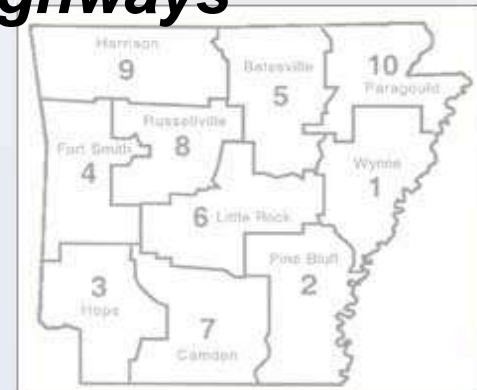 Harrison
9
Batesville
5
10
Paragould
Russellville
8
Fort Smith
4
Wynne
1
6 Little Rock
Pine Bluff
2
3
Hope
7
Camden